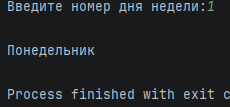 Введите номер дня недели:1
Понедельник
Process finished with exit c